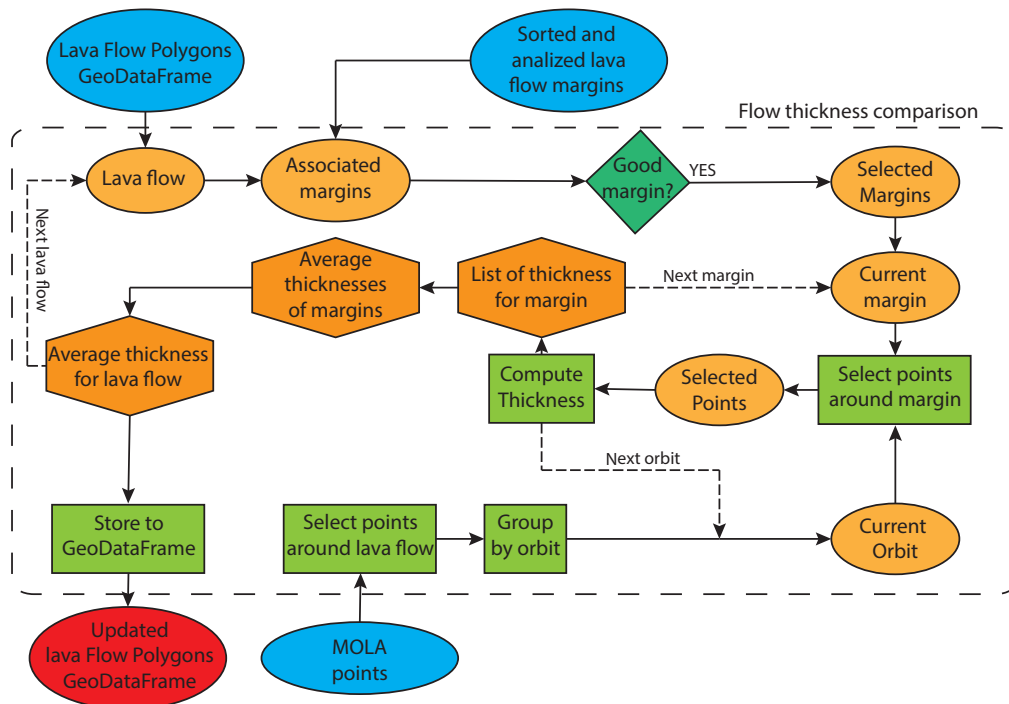 Lava Flow Polygons
GeoDataFrame
Sorted and
analized lava
flow margins
Flow thickness comparison
Lava flow
Associated
margins
Good
margin?
YES
Selected
Margins
Next lava flow
Average
thicknesses
of margins
List of thickness
for margin
Next margin
Current
margin
Average thickness
for lava flow
Compute
Thickness
Selected
Points
Select points
around margin
Next orbit
Store to
GeoDataFrame
Select points
around lava flow
Group
by orbit
Current
Orbit
Updated
lava Flow Polygons
GeoDataFrame
MOLA
points